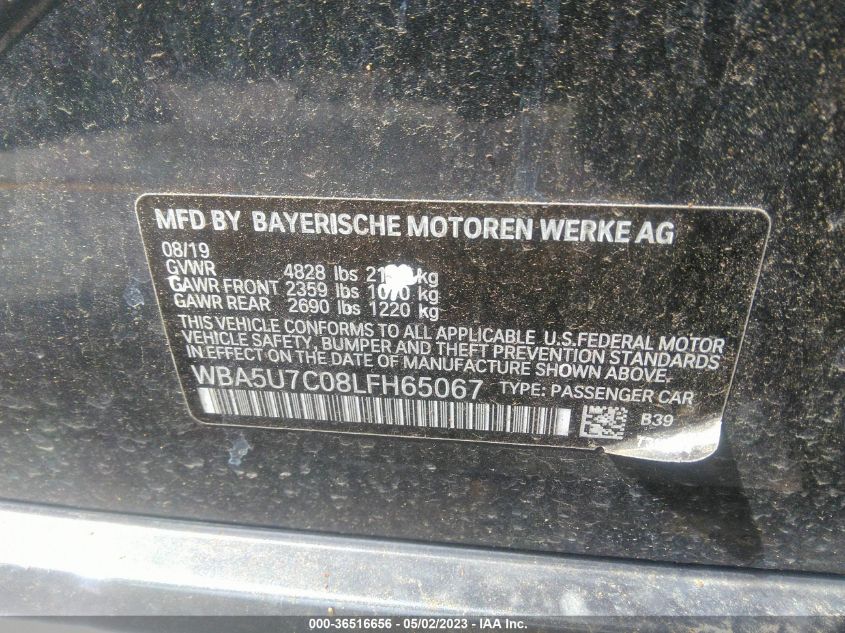 MFD BY BAYERISCHE MOTOREN WERKE AG
08/19
GVWR 4828 lbs kg
GAWR FRONT 2359 lbs kg
GAWR REAR 2690 lbs 1220 kg
THIS VEHICLE CONFORMS TO ALL APPLICABLE U.S.FEDERAL MOTOR
VEHICLE SAFETY, BUMPER AND THEFT PREVENTION STANDARDS
IN EFFECT ON THE DATE OF MANUFACTURE SHOWN ABOVE.
WBA5U7C08LFH65067 TYPE: PASSENGER CAR
B39
000-36516656 - 05/02/2023 - IAA Inc.